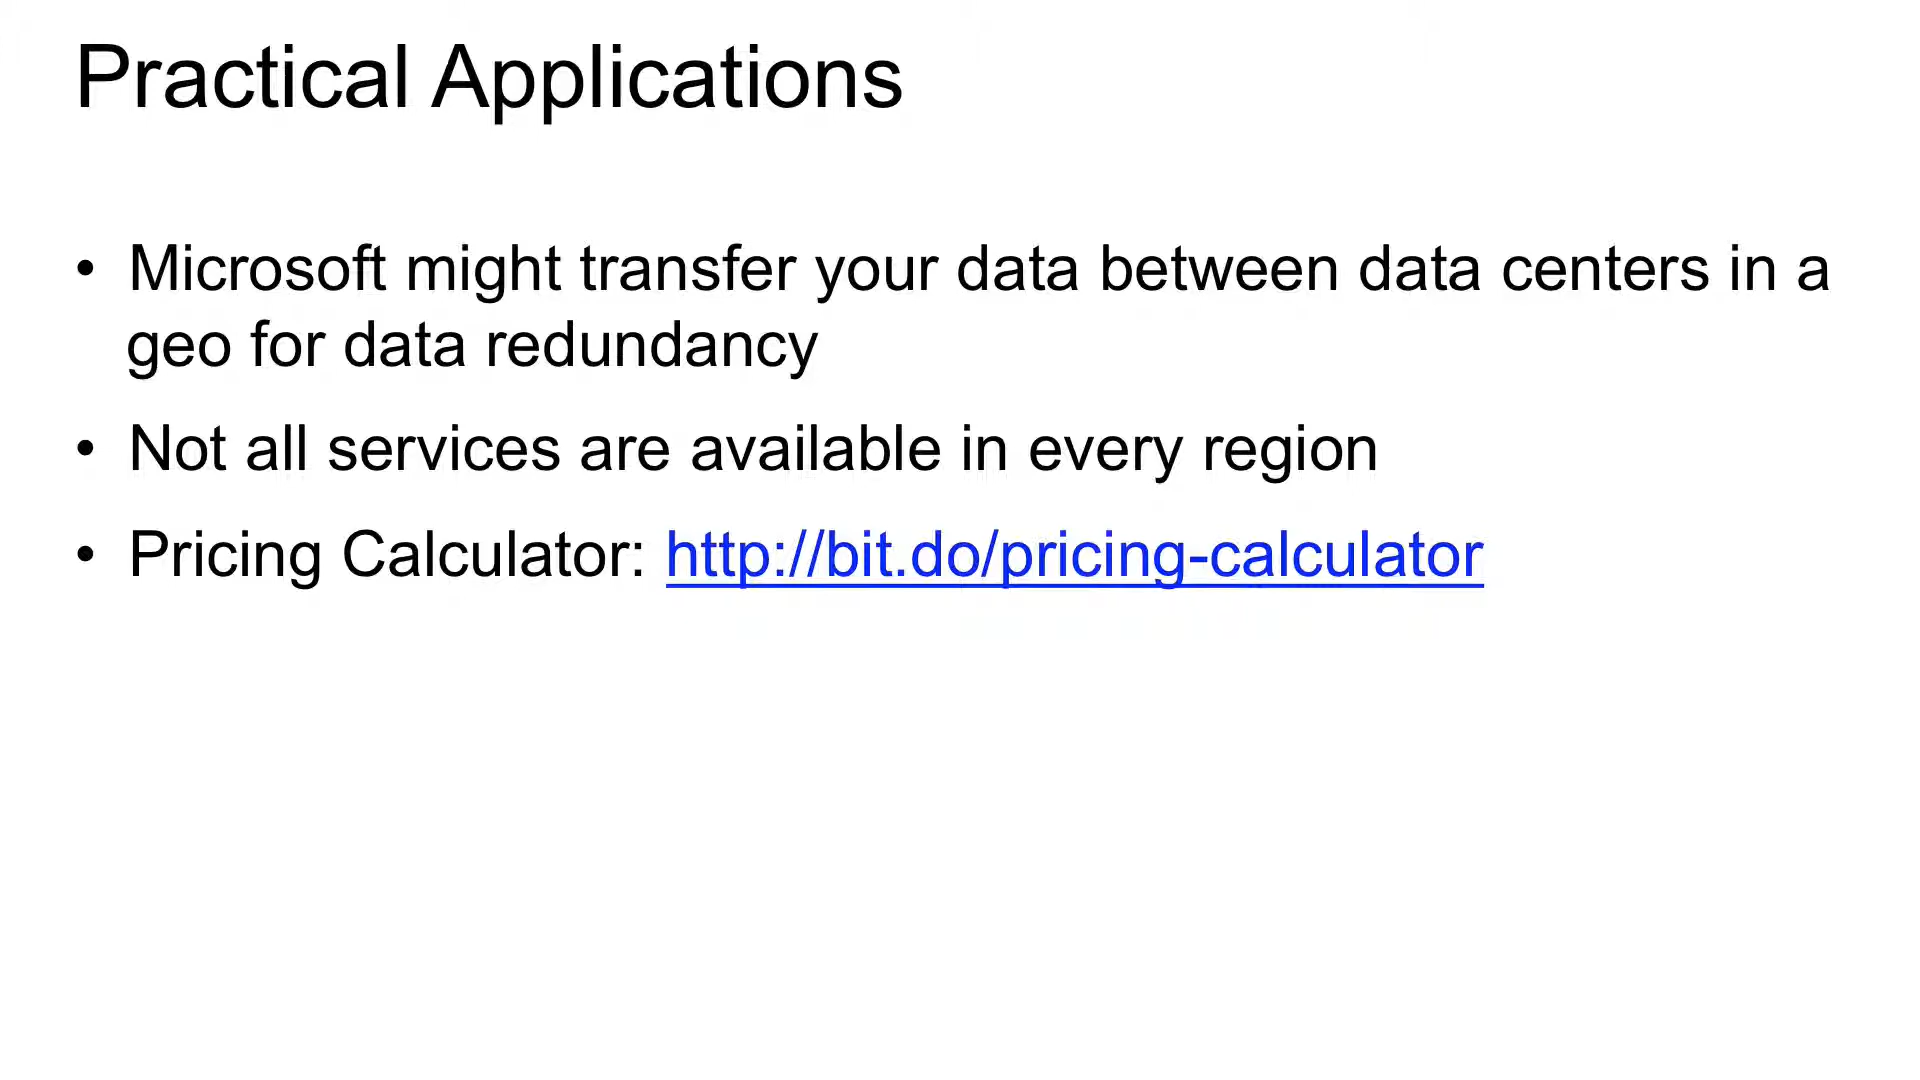 Practical Applications
• Microsoft might transfer your data between data centers in a
geo for data redundancy
• Not all services are available in every region
• Pricing Calculator: http://bit.do/pricing-calculator